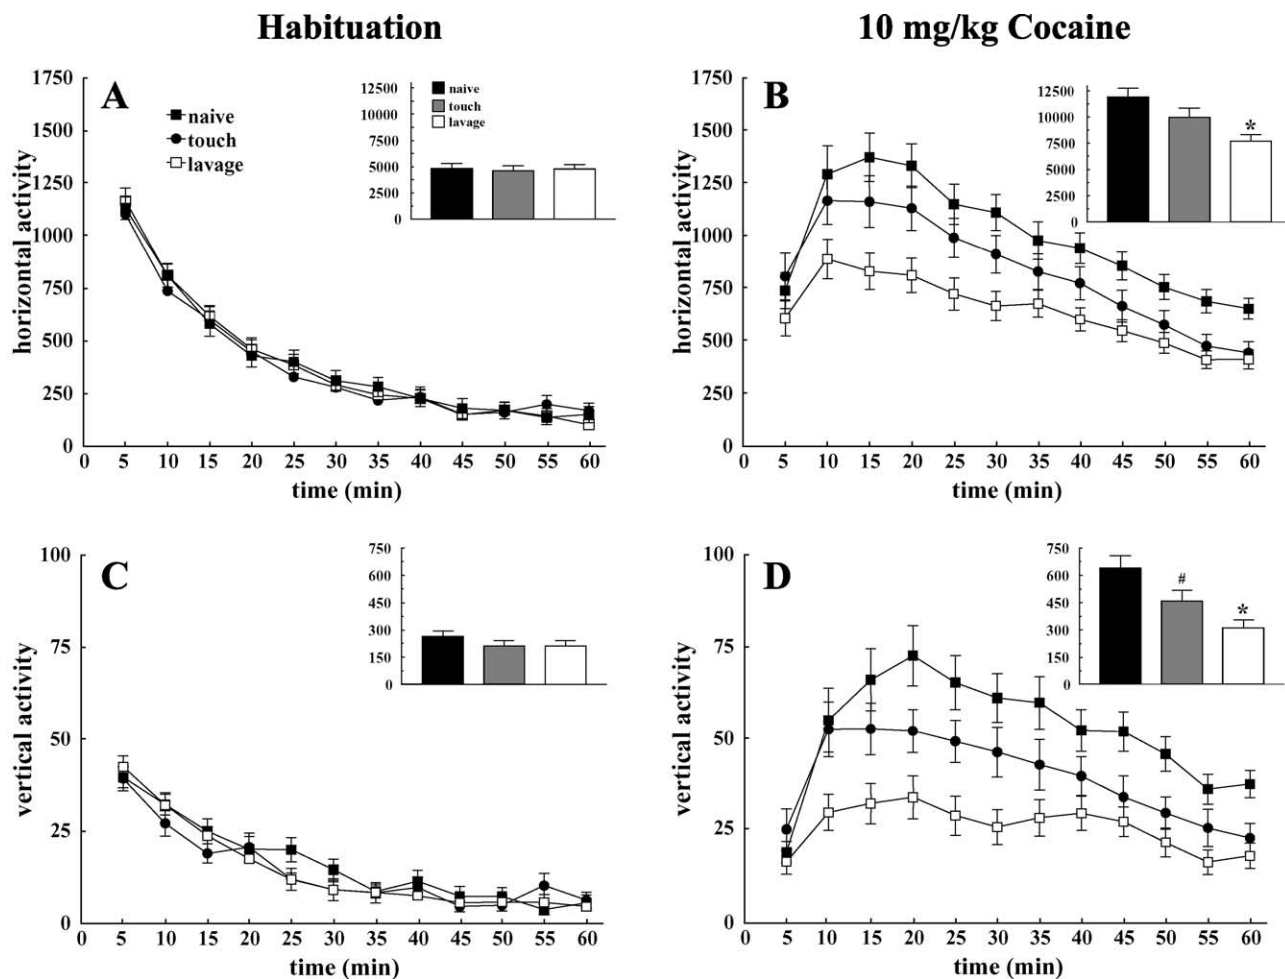 Habituation
10 mg/kg Cocaine
A
naive
touch
lavage
horizontal activity
1750
1500
1250
1000
750
500
250
0
0 5 10 15 20 25 30 35 40 45 50 55 60
time (min)
12500
10000
7500
5000
2500
0
naive
touch
lavage
B
horizontal activity
1750
1500
1250
1000
750
500
250
0
0 5 10 15 20 25 30 35 40 45 50 55 60
time (min)
12500
10000
7500
5000
2500
0
*
C
vertical activity
100
75
50
25
0
0 5 10 15 20 25 30 35 40 45 50 55 60
time (min)
750
600
450
300
150
0
D
vertical activity
100
75
50
25
0
0 5 10 15 20 25 30 35 40 45 50 55 60
time (min)
750
600
450
300
150
0
#
*